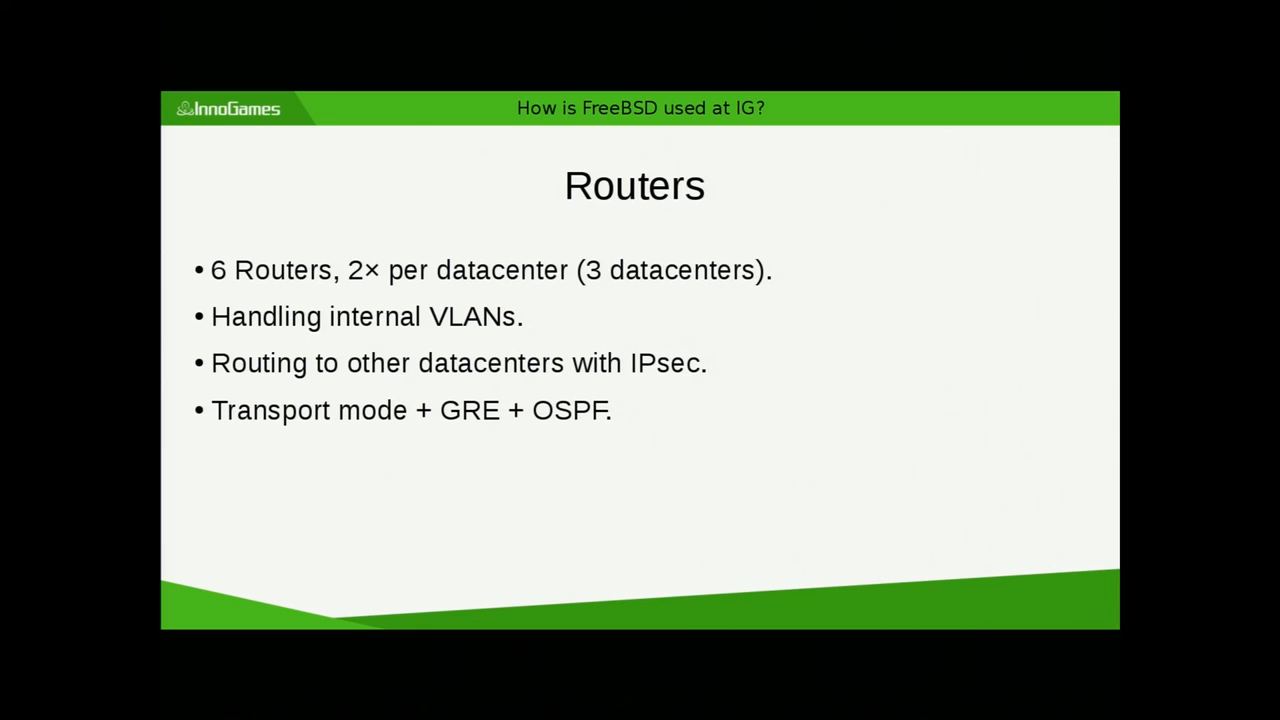 InnoGames
How is FreeBSD used at IG?
Routers
• 6 Routers, 2× per datacenter (3 datacenters).
• Handling internal VLANs.
• Routing to other datacenters with IPsec.
• Transport mode + GRE + OSPF.